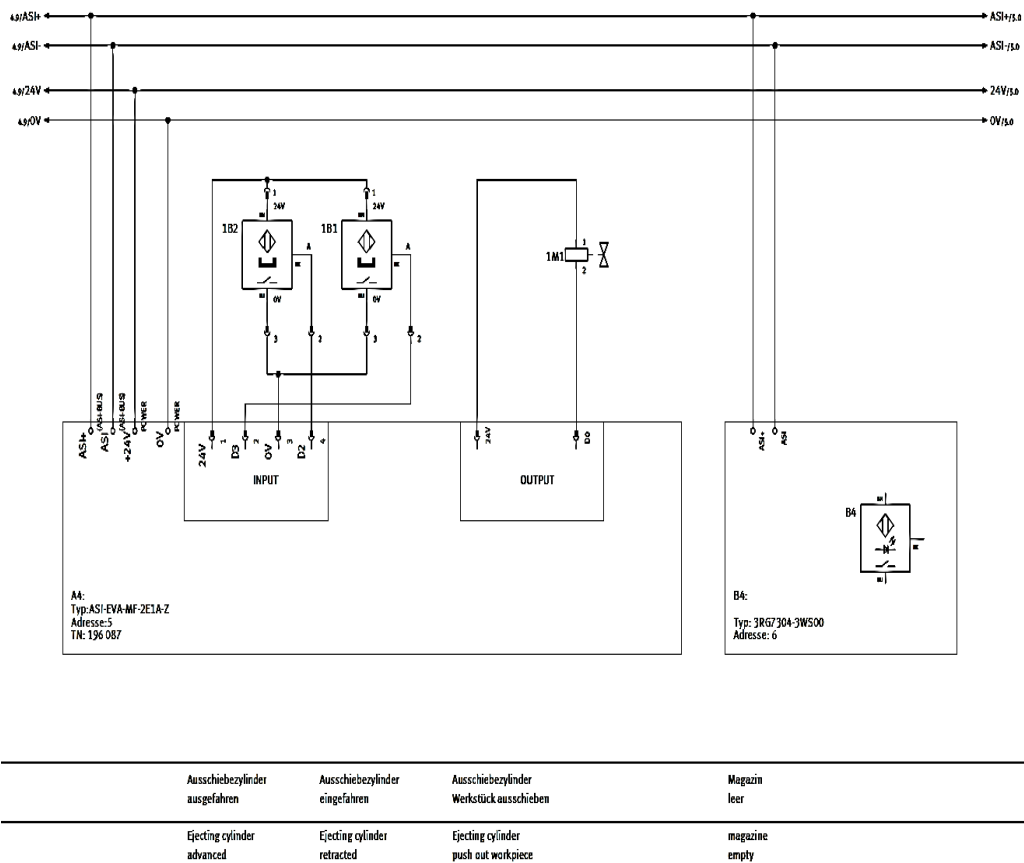 4.9/ASI+ ASI+/3.0
4.9/ASI- ASI-/3.0
4.9/24V 24V/3.0
4.9/0V 0V/3.0
1 1
24V 24V
1B2 1B1
A A
1
1M1
2
0V 0V
3 2 3 2
ASI+ (ASI-BUS) ASI (ASI-BUS) +24V POWER 0V POWER
24V 1 D3 2 0V 3 D2 4
24V D0
ASI+ ASI
INPUT OUTPUT
B4
A4:
Typ:ASI-EVA-MF-2E1A-Z
Adresse:5
TN: 196 087
B4:
Typ: 3RG7304-3WS00
Adresse: 6
Ausschiebezylinder Ausschiebezylinder Ausschiebezylinder Magazin
ausgefahren eingefahren Werkstück ausschieben leer
Ejecting cylinder Ejecting cylinder Ejecting cylinder magazine
advanced retracted push out workpiece empty